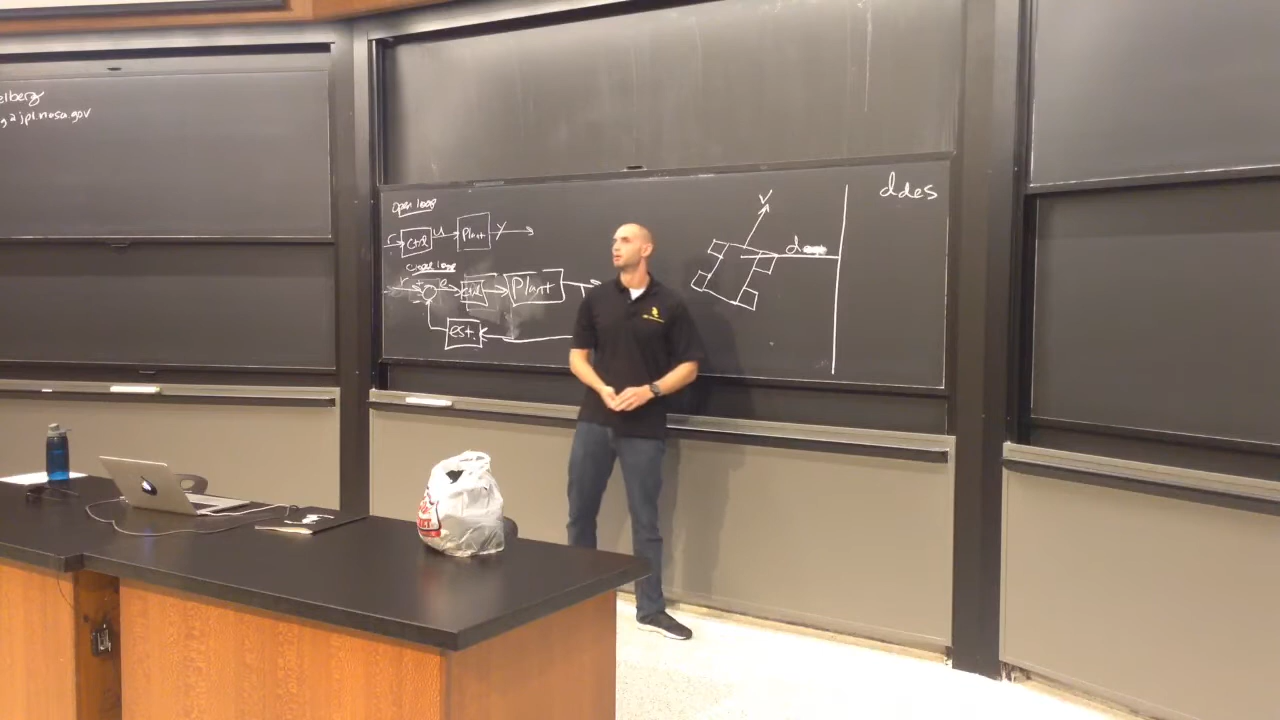 elberg
g@jpl.nasa.gov
open loop
r ctrl u Plant y
closed loop
r + - e ctrl Plant
est.
v
d
ddes